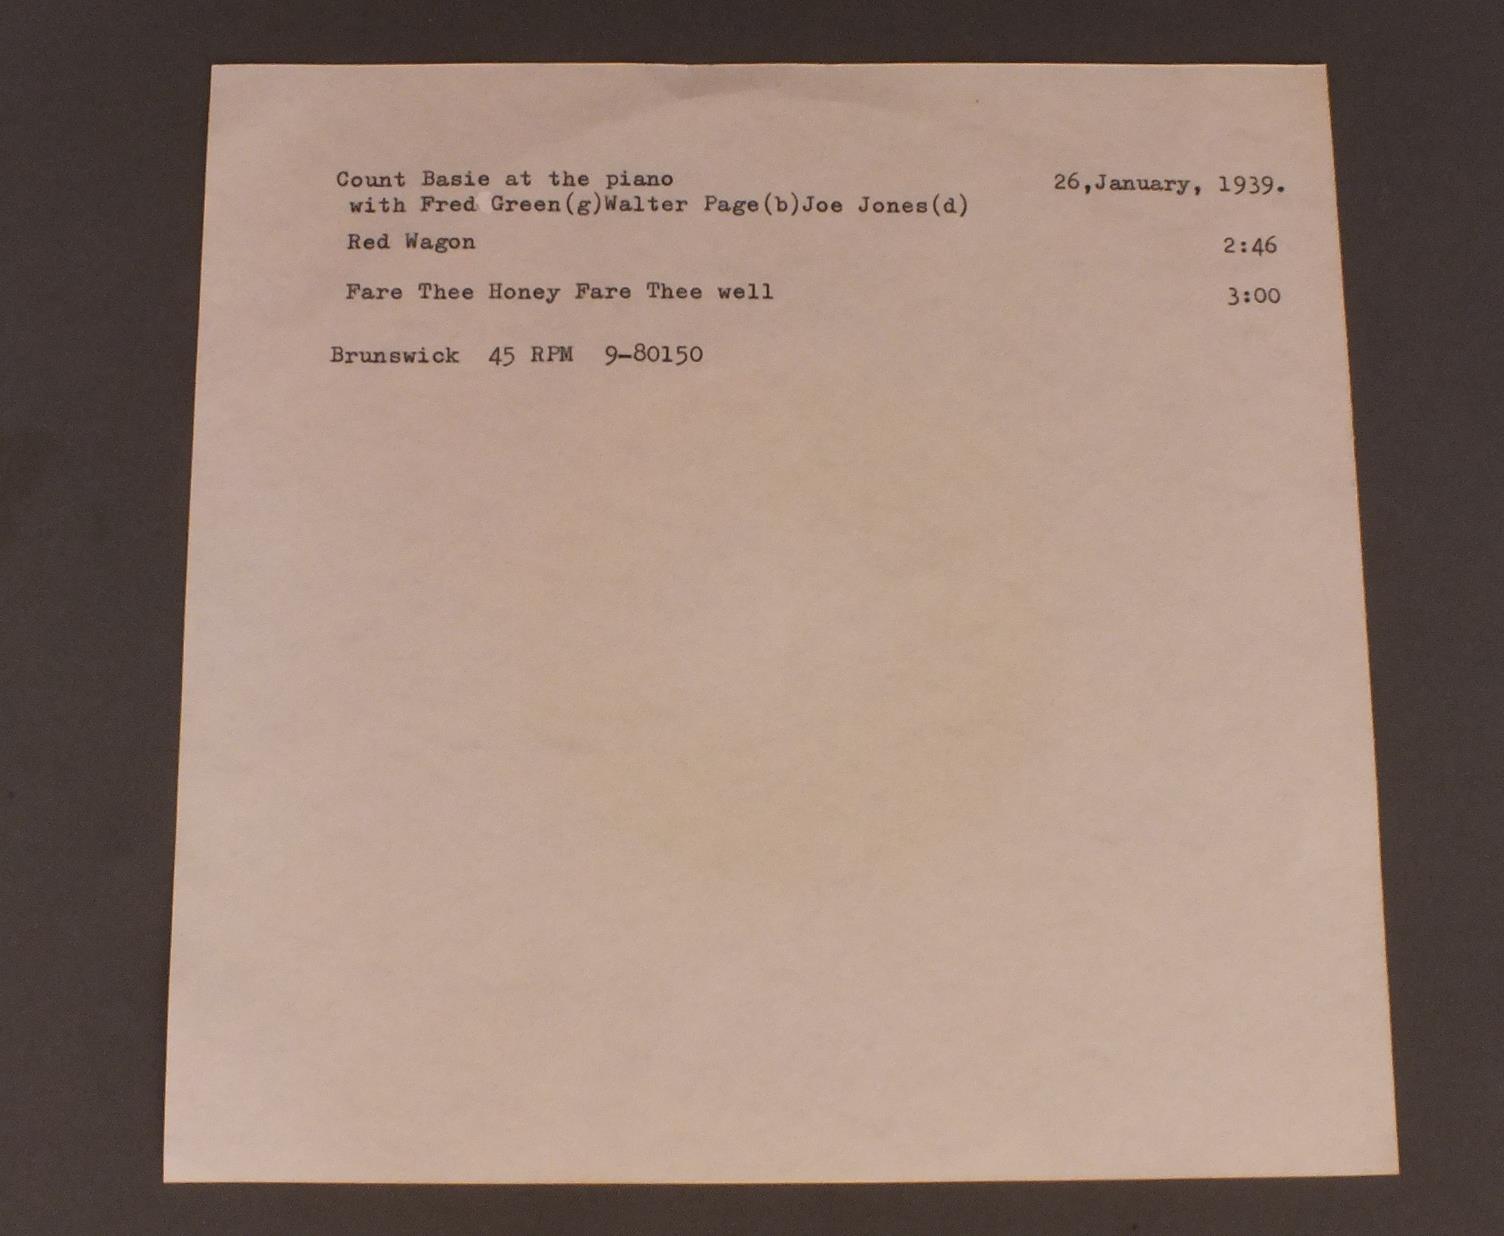 Count Basie at the piano 26,January, 1939.
with Fred Green(g)Walter Page(b)Joe Jones(d)
Red Wagon 2:46
Fare Thee Honey Fare Thee well 3:00
Brunswick 45 RPM 9-80150